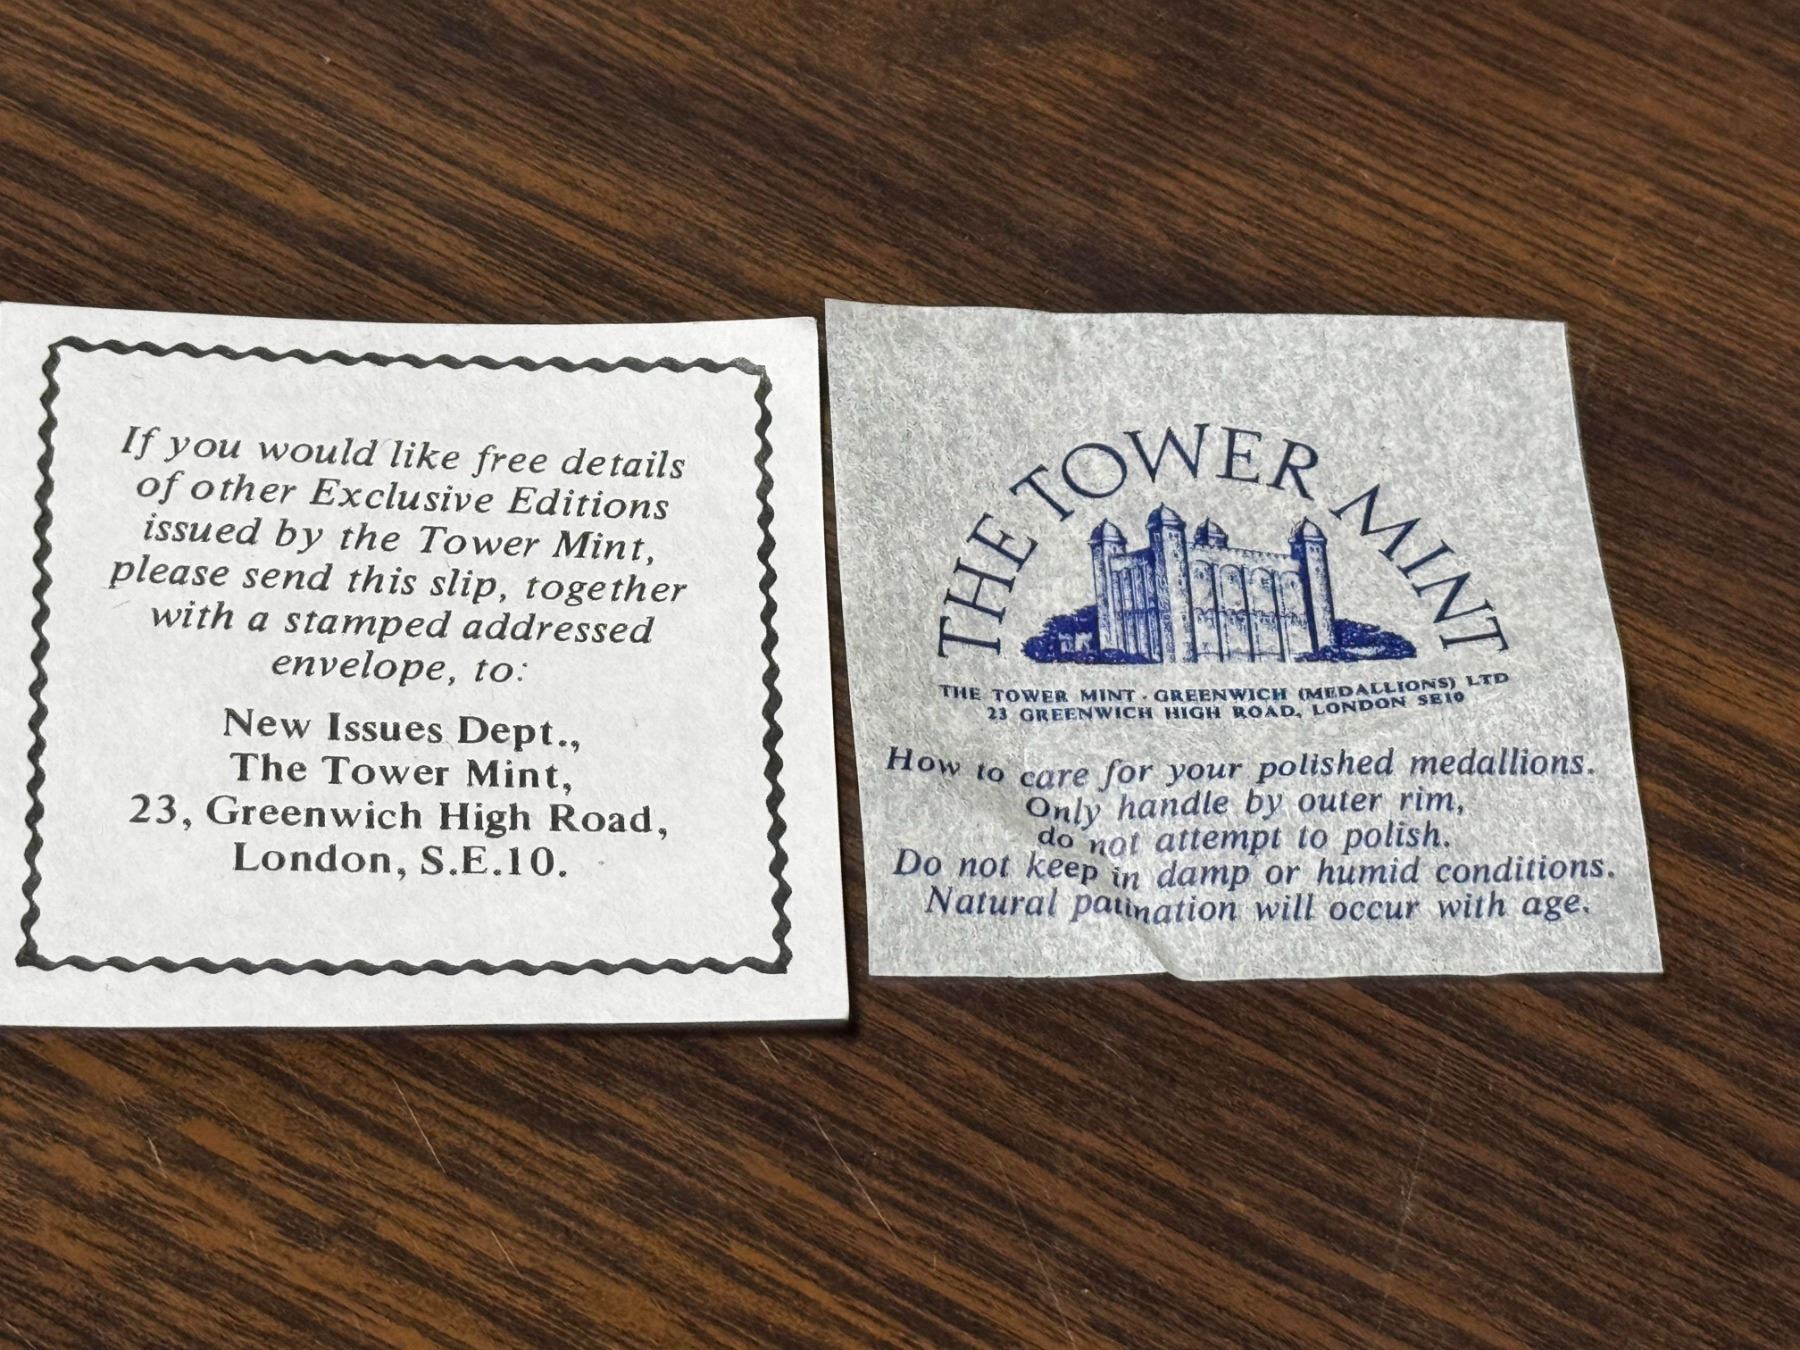 If you would like free details
of other Exclusive Editions
issued by the Tower Mint,
please send this slip, together
with a stamped addressed
envelope, to:
New Issues Dept.,
The Tower Mint,
23, Greenwich High Road,
London, S.E.10.
THE TOWER MINT
THE TOWER MINT · GREENWICH (MEDALLIONS) LTD
23 GREENWICH HIGH ROAD, LONDON SE10
How to care for your polished medallions.
Only handle by outer rim,
do not attempt to polish.
Do not keep in damp or humid conditions.
Natural patination will occur with age.